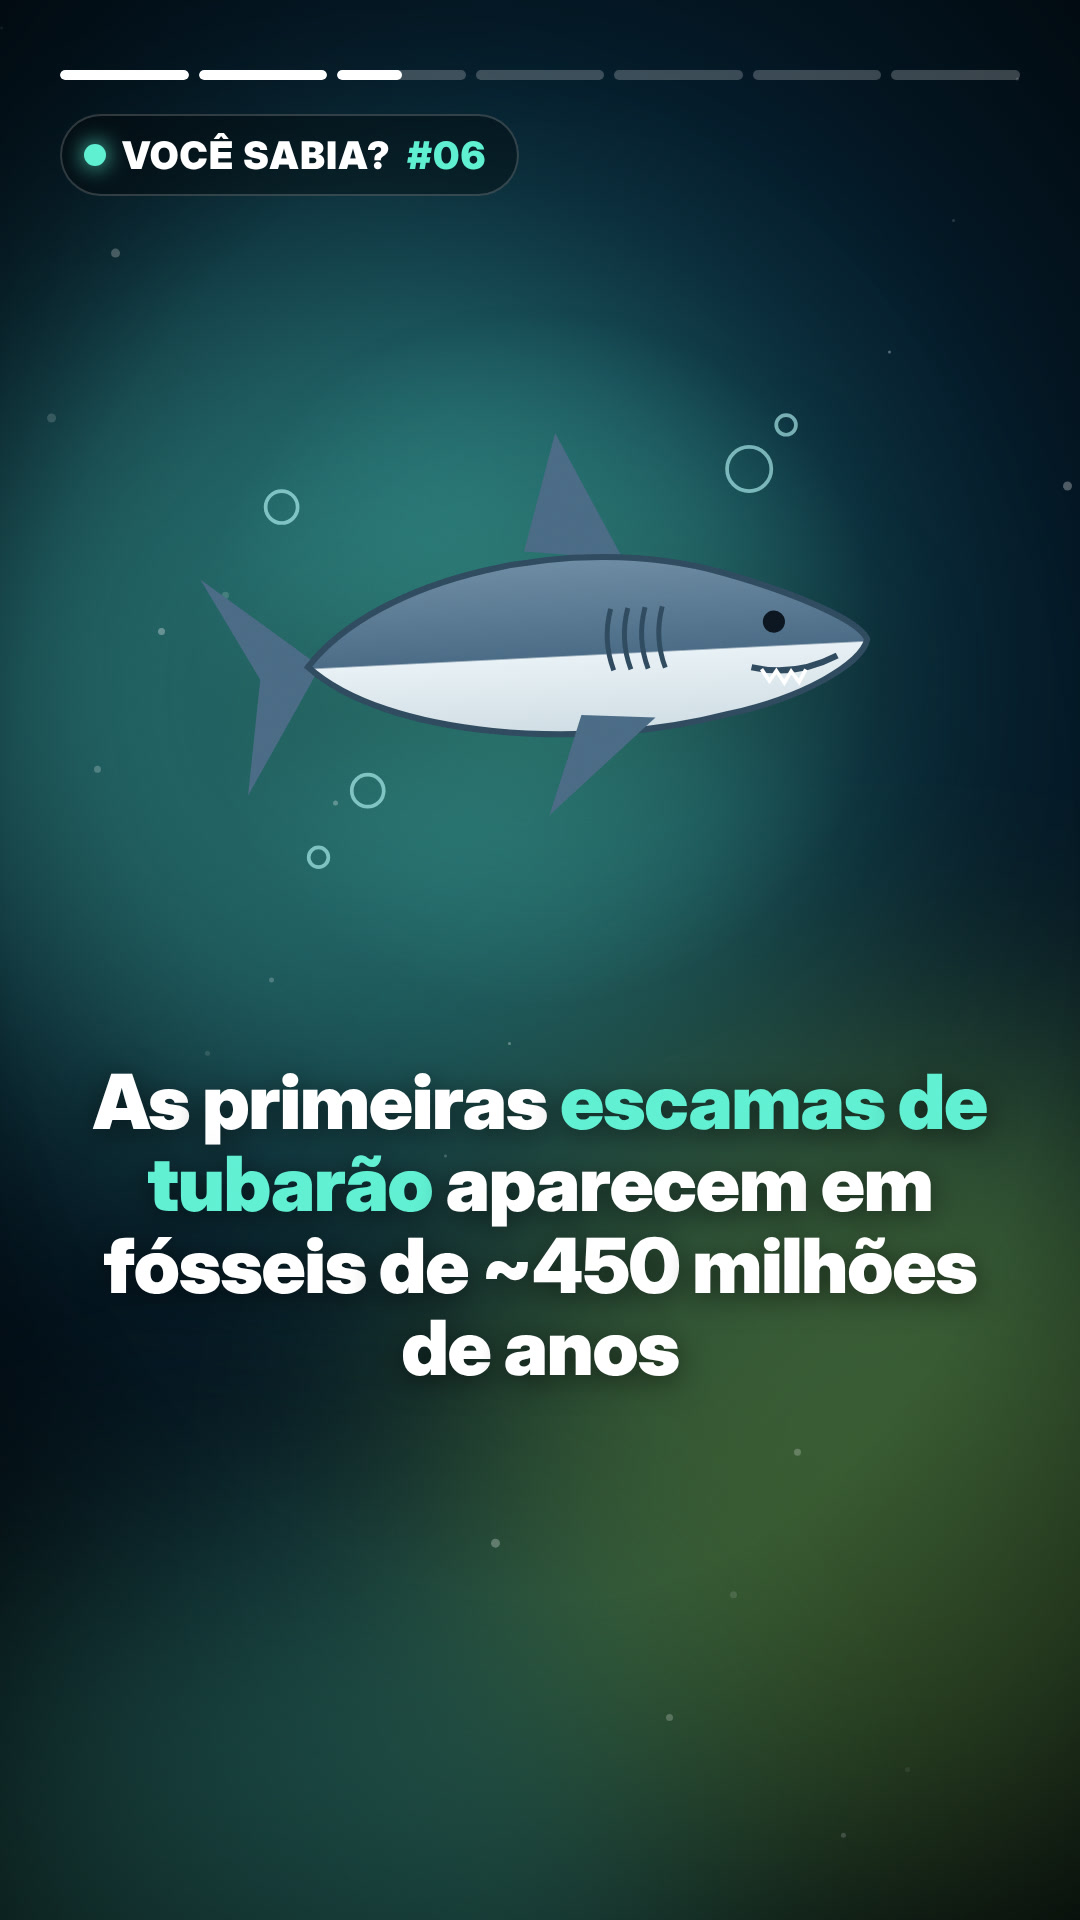 VOCÊ SABIA? #06
As primeiras escamas de
tubarão aparecem em
fósseis de ~450 milhões
de anos